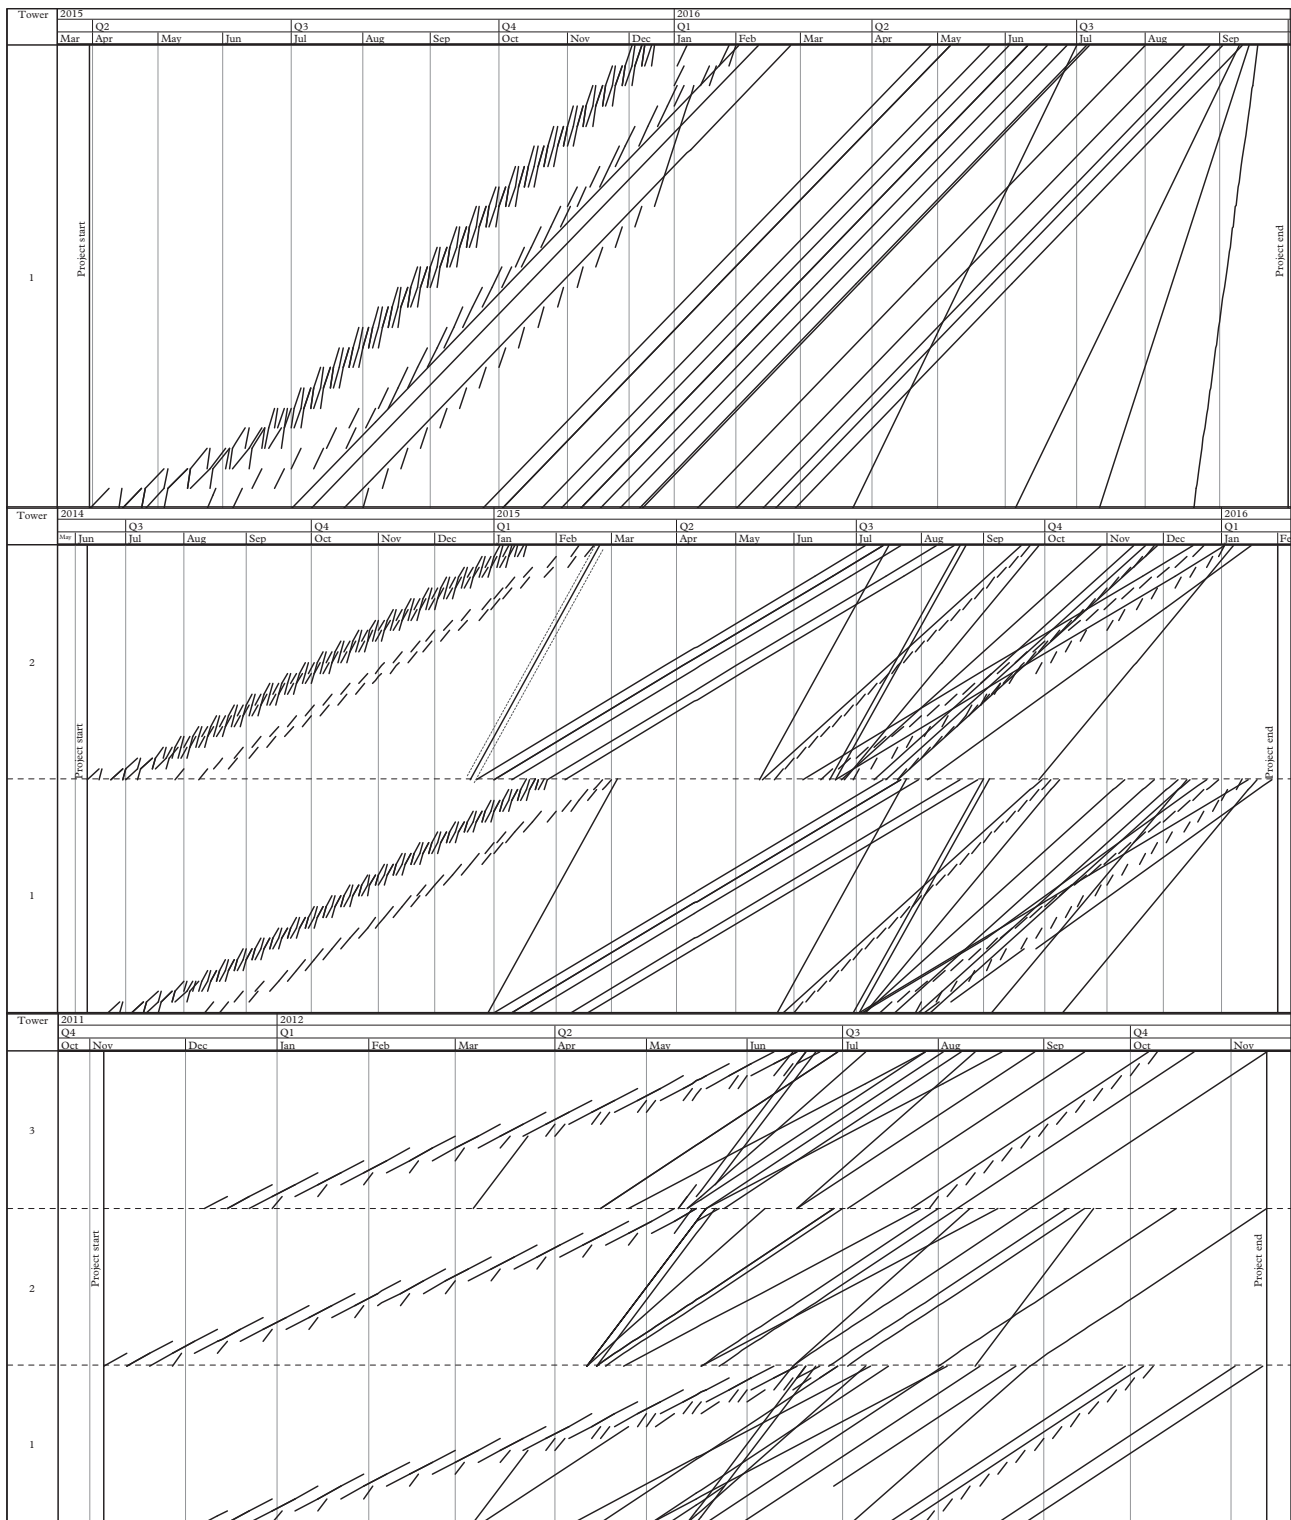 Tower 2015 2016
Q2 Q3 Q4 Q1 Q2 Q3
Mar Apr May Jun Jul Aug Sep Oct Nov Dec Jan Feb Mar Apr May Jun Jul Aug Sep
Project start
1
Project end
Tower 2014 2015 2016
Q3 Q4 Q1 Q2 Q3 Q4 Q1
May Jun Jul Aug Sep Oct Nov Dec Jan Feb Mar Apr May Jun Jul Aug Sep Oct Nov Dec Jan Fe
2
Project start
Project end
1
Tower 2011 2012
Q4 Q1 Q2 Q3 Q4
Oct Nov Dec Jan Feb Mar Apr May Jun Jul Aug Sep Oct Nov
3
Project start
2
Project end
1